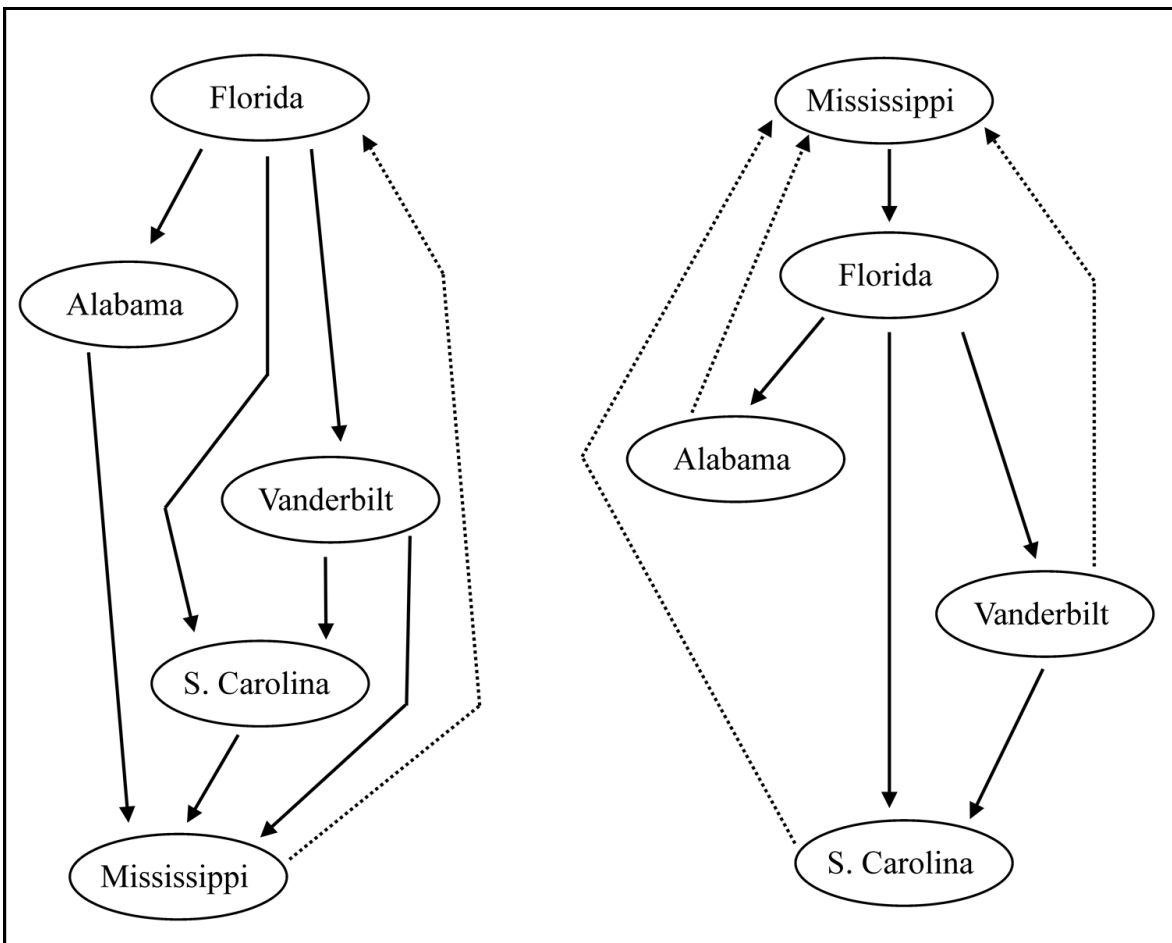 Florida
Alabama
Vanderbilt
S. Carolina
Mississippi
Mississippi
Florida
Alabama
Vanderbilt
S. Carolina